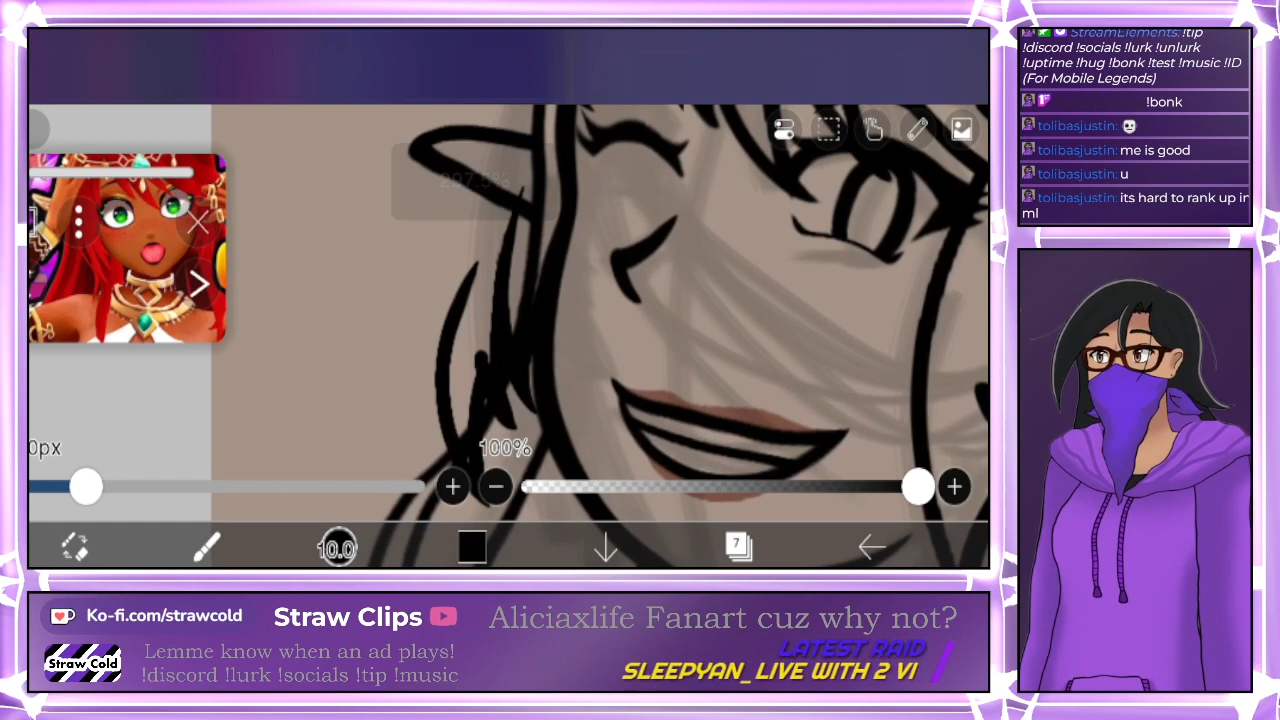 StreamElements: !tip
!discord !socials !lurk !unlurk
!uptime !hug !bonk !test !music !ID
(For Mobile Legends)
!bonk
tolibasjustin:
tolibasjustin: me is good
tolibasjustin: u
tolibasjustin: its hard to rank up in
ml
0px
100%
10.0
7
Ko-fi.com/strawcold
Straw Clips
Aliciaxlife Fanart cuz why not?
Straw Cold
Lemme know when an ad plays!
!discord !lurk !socials !tip !music
LATEST RAID
SLEEPYAN_LIVE WITH 2 VI